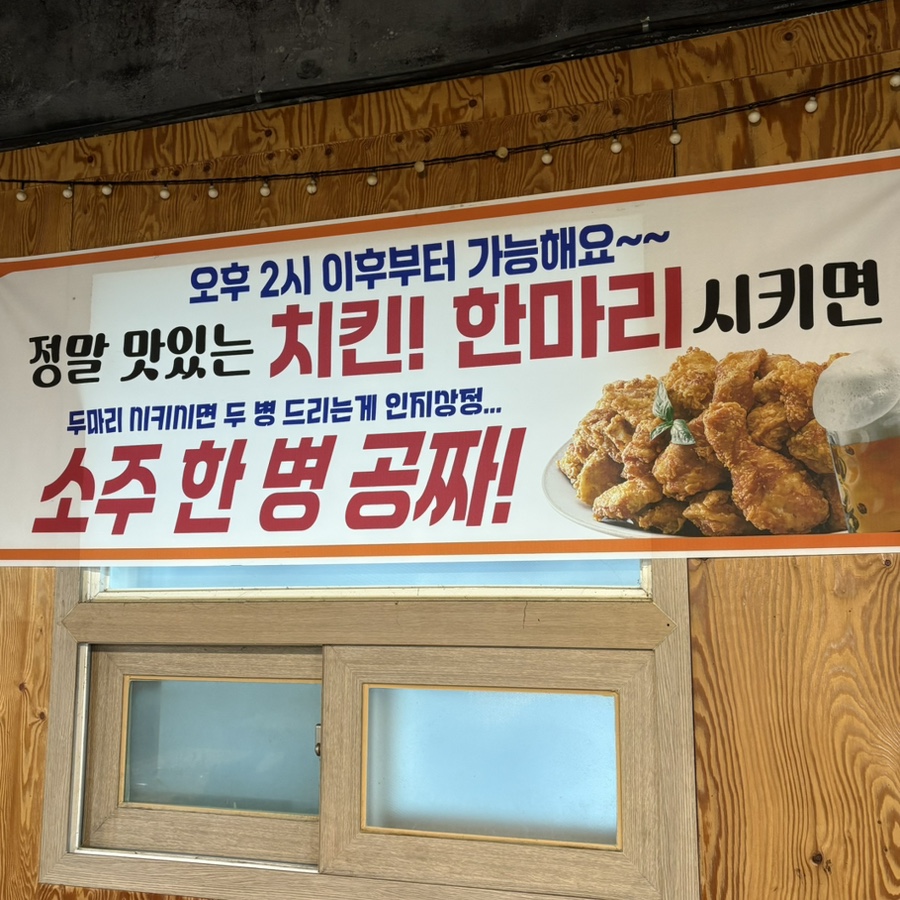 오후 2시 이후부터 가능해요~~
정말 맛있는 치킨! 한마리 시키면
두마리 시키시면 두 병 드리는게 인지상정...
소주 한 병 공짜!